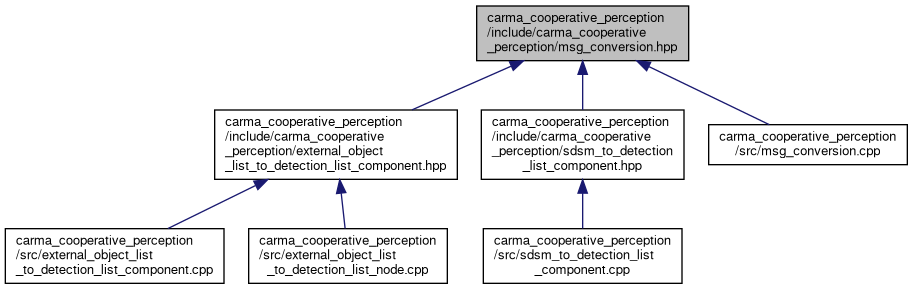 carma_cooperative_perception
/include/carma_cooperative
_perception/msg_conversion.hpp
carma_cooperative_perception
/include/carma_cooperative
_perception/external_object
_list_to_detection_list_component.hpp
carma_cooperative_perception
/include/carma_cooperative
_perception/sdsm_to_detection
_list_component.hpp
carma_cooperative_perception
/src/msg_conversion.cpp
carma_cooperative_perception
/src/external_object_list
_to_detection_list_component.cpp
carma_cooperative_perception
/src/external_object_list
_to_detection_list_node.cpp
carma_cooperative_perception
/src/sdsm_to_detection_list
_component.cpp